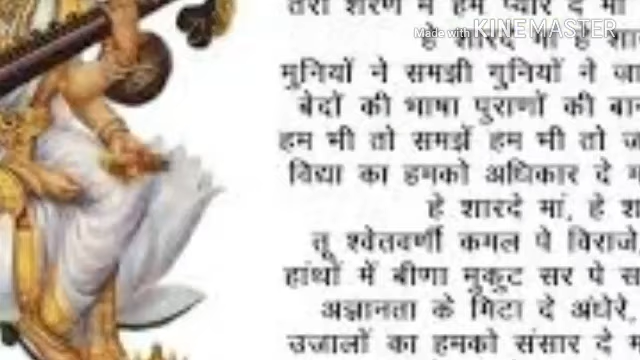 तेरी शरण में हम प्यार दे माँ
Made with KINEMASTER
हे शारदे माँ हे शार
मुनियों ने समझी गुनियों ने जा
बेदों की भाषा पुराणों की बान
हम भी तो समझें हम भी तो ज
विद्या का हमको अधिकार दे म
हे शारदे मां, हे श
तू श्वेतवर्णी कमल पे विराजे,
हांथों में बीणा मुकुट सर पे स
अज्ञानता के मिटा दे अंधेरे,
उजालों का हमको संसार दे म